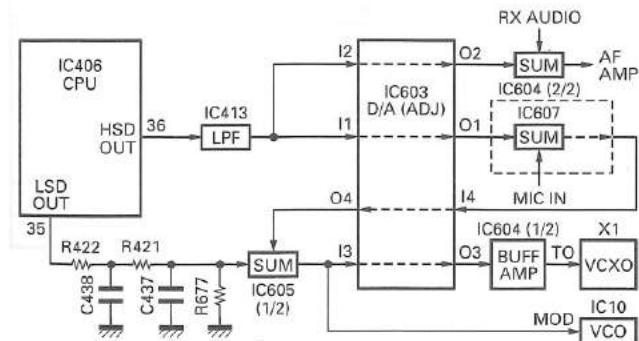 RX AUDIO
I2
O2
SUM
AF
AMP
IC406
CPU
IC413
IC603
D/A (ADJ)
IC604 (2/2)
HSD
OUT
36
LPF
I1
O1
IC607
SUM
LSD
OUT
O4
I4
MIC IN
35
R422
R421
IC604 (1/2)
X1
SUM
I3
O3
BUFF
AMP
TO
VCXO
C438
C437
R677
IC605
(1/2)
MOD
IC10
VCO